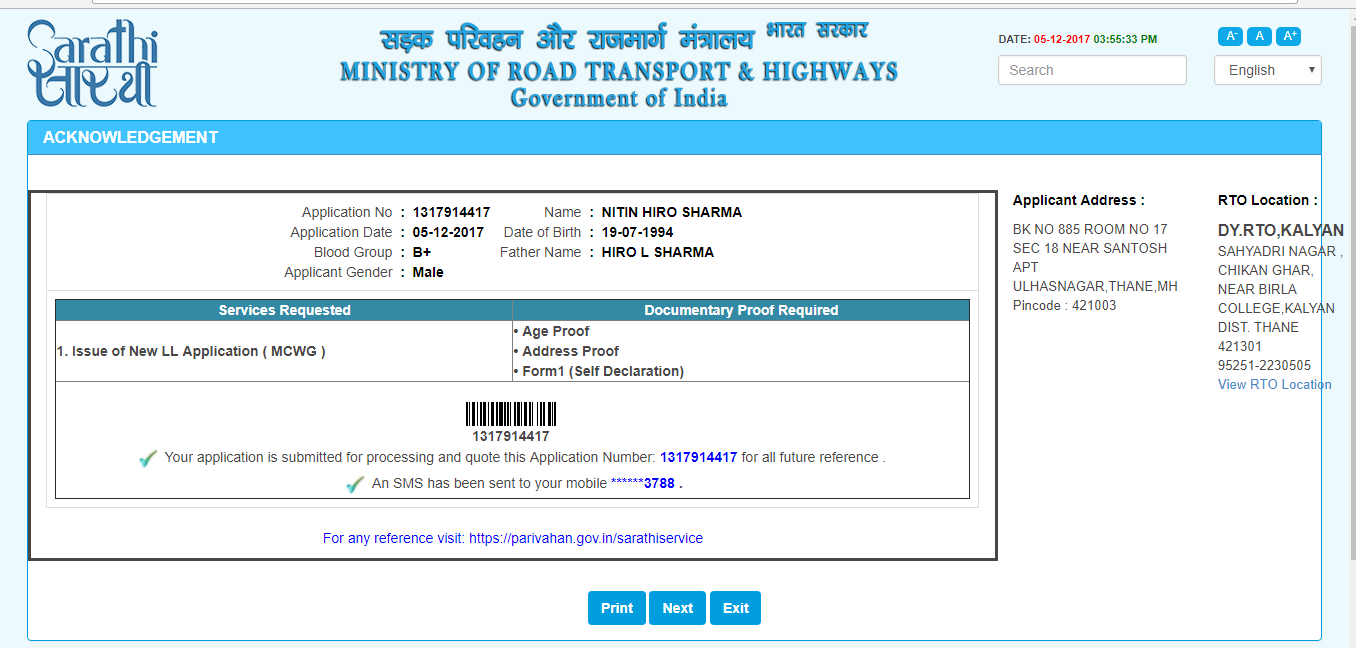 Sarathi
सारथी
सड़क परिवहन और राजमार्ग मंत्रालय भारत सरकार
MINISTRY OF ROAD TRANSPORT & HIGHWAYS
Government of India
DATE: 05-12-2017 03:55:33 PM
A- A A+
Search
English
ACKNOWLEDGEMENT
Application No : 1317914417 Name : NITIN HIRO SHARMA
Application Date : 05-12-2017 Date of Birth : 19-07-1994
Blood Group : B+ Father Name : HIRO L SHARMA
Applicant Gender : Male
Services Requested Documentary Proof Required
1. Issue of New LL Application ( MCWG )
• Age Proof
• Address Proof
• Form1 (Self Declaration)
1317914417
Your application is submitted for processing and quote this Application Number: 1317914417 for all future reference .
An SMS has been sent to your mobile ******3788 .
For any reference visit: https://parivahan.gov.in/sarathiservice
Applicant Address :
BK NO 885 ROOM NO 17
SEC 18 NEAR SANTOSH
APT
ULHASNAGAR,THANE,MH
Pincode : 421003
RTO Location :
DY.RTO,KALYAN
SAHYADRI NAGAR ,
CHIKAN GHAR,
NEAR BIRLA
COLLEGE,KALYAN
DIST. THANE
421301
95251-2230505
View RTO Location
Print Next Exit